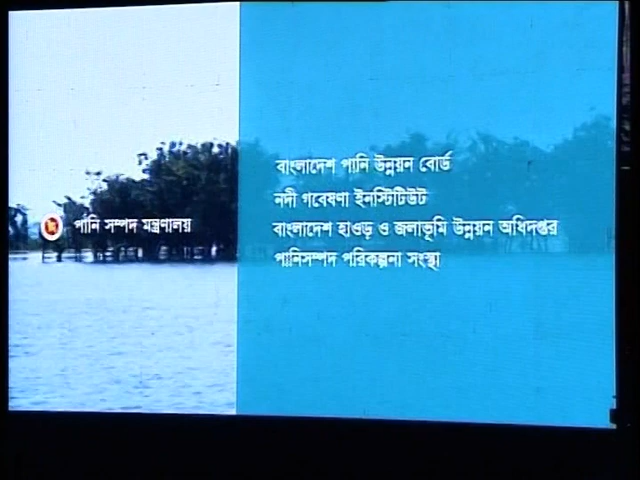 পানি সম্পদ মন্ত্রণালয়
বাংলাদেশ পানি উন্নয়ন বোর্ড
নদী গবেষণা ইনস্টিটিউট
বাংলাদেশ হাওড় ও জলাভূমি উন্নয়ন অধিদপ্তর
পানিসম্পদ পরিকল্পনা সংস্থা